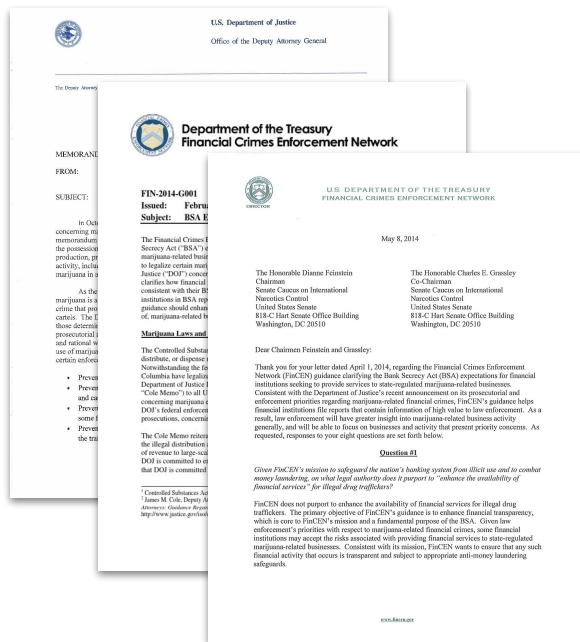 U.S. Department of Justice
Office of the Deputy Attorney General
The Deputy Attorney
MEMORAND
FROM:
SUBJECT:
In Octo
concerning ma
memorandum
the possession
production, pr
activity, inclu
marijuana in a
As the
marijuana is a
crime that pro
cartels. The D
those determin
prosecutorial
and rational w
use of marijua
certain enforce
• Preven
• Preven
and ca
• Preven
some f
• Preven
the tra
Department of the Treasury
Financial Crimes Enforcement Network
FIN-2014-G001
Issued: Februa
Subject: BSA E
The Financial Crimes E
Secrecy Act (“BSA”) e
marijuana-related busin
to legalize certain mari
Justice (“DOJ”) concer
clarifies how financial
consistent with their BS
institutions in BSA rep
guidance should enhan
of, marijuana-related b
Marijuana Laws and
The Controlled Substan
distribute, or dispense
Notwithstanding the fe
Columbia have legaliz
Department of Justice
“Cole Memo”) to all U
concerning marijuana e
DOJ’s federal enforcem
prosecutions, concernin
The Cole Memo reitera
the illegal distribution a
of revenue to large-scal
DOJ is committed to en
that DOJ is committed
1 Controlled Substances Act
2 James M. Cole, Deputy At
Attorneys: Guidance Regar
http://www.justice.gov/iso/o
DIRECTOR
U.S. DEPARTMENT OF THE TREASURY
FINANCIAL CRIMES ENFORCEMENT NETWORK
May 8, 2014
The Honorable Dianne Feinstein
Chairman
Senate Caucus on International
Narcotics Control
United States Senate
818-C Hart Senate Office Building
Washington, DC 20510
The Honorable Charles E. Grassley
Co-Chairman
Senate Caucus on International
Narcotics Control
United States Senate
818-C Hart Senate Office Building
Washington, DC 20510
Dear Chairmen Feinstein and Grassley:
Thank you for your letter dated April 1, 2014, regarding the Financial Crimes Enforcement
Network (FinCEN) guidance clarifying the Bank Secrecy Act (BSA) expectations for financial
institutions seeking to provide services to state-regulated marijuana-related businesses.
Consistent with the Department’s recent announcement on its prosecutorial and
enforcement priorities regarding marijuana-related financial crimes, FinCEN’s guidance helps
financial institutions file reports that contain information of high value to law enforcement. As a
result, law enforcement will have greater insight into marijuana-related business activity
generally, and will be able to focus on businesses and activity that present priority concerns. As
requested, responses to your eight questions are set forth below.
Question #1
Given FinCEN’s mission to safeguard the nation’s banking system from illicit use and to combat
money laundering, on what legal authority does it purport to “enhance the availability of
financial services” for illegal drug traffickers?
FinCEN does not purport to enhance the availability of financial services for illegal drug
traffickers. The primary objective of FinCEN’s guidance is to enhance financial transparency,
which is core to FinCEN’s mission and a fundamental purpose of the BSA. Given law
enforcement’s priorities with respect to marijuana-related financial crimes, some financial
institutions may accept the risks associated with providing financial services to state-regulated
marijuana-related businesses. Consistent with its mission, FinCEN wants to ensure that any such
financial activity that occurs is transparent and subject to appropriate anti-money laundering
safeguards.
www.fincen.gov